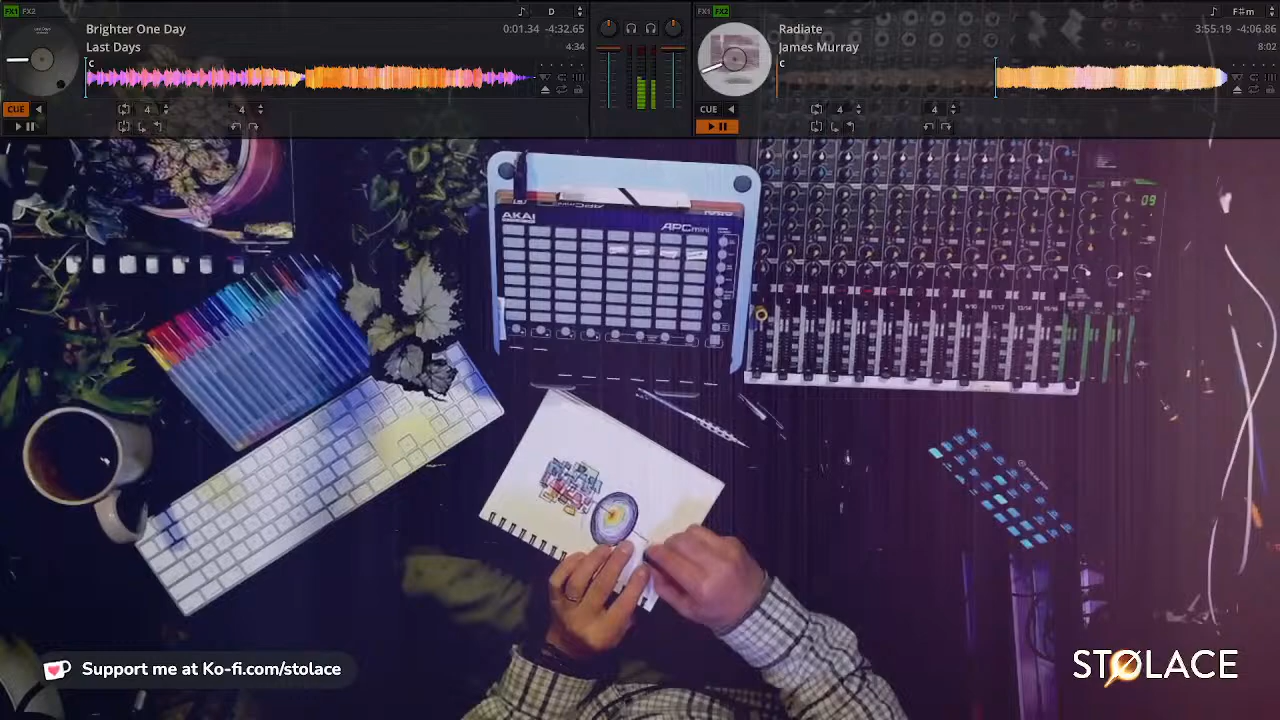 FX1 FX2
D
Brighter One Day
0:01.34 -4:32.65
Last Days
4:34
C
CUE
4
4
FX1 FX2
F#m
Radiate
3:55.19 -4:06.86
James Murray
8:02
C
CUE
4
4
AKAI
APCmini
09
Support me at Ko-fi.com/stolace
STØLACE